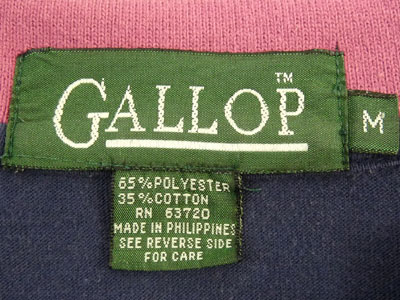 GALLOP™
M
65% POLYESTER
35% COTTON
RN 63720
MADE IN PHILIPPINES
SEE REVERSE SIDE
FOR CARE